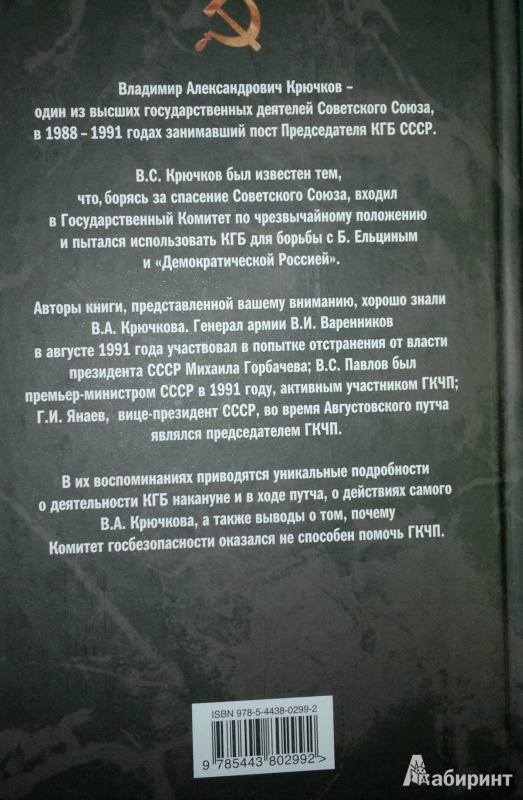 Владимир Александрович Крючков –
один из высших государственных деятелей Советского Союза,
в 1988 – 1991 годах занимавший пост Председателя КГБ СССР.
В.С. Крючков был известен тем,
что, борясь за спасение Советского Союза, входил
в Государственный Комитет по чрезвычайному положению
и пытался использовать КГБ для борьбы с Б. Ельциным
и «Демократической Россией».
Авторы книги, представленной вашему вниманию, хорошо знали
В.А. Крючкова. Генерал армии В.И. Варенников
в августе 1991 года участвовал в попытке отстранения от власти
президента СССР Михаила Горбачева; В.С. Павлов был
премьер-министром СССР в 1991 году, активным участником ГКЧП;
Г.И. Янаев, вице-президент СССР, во время Августовского путча
являлся председателем ГКЧП.
В их воспоминаниях приводятся уникальные подробности
о деятельности КГБ накануне и в ходе путча, о действиях самого
В.А. Крючкова, а также выводы о том, почему
Комитет госбезопасности оказался не способен помочь ГКЧП.
ISBN 978-5-4438-0299-2
9 785443 802992 >
Лабиринт